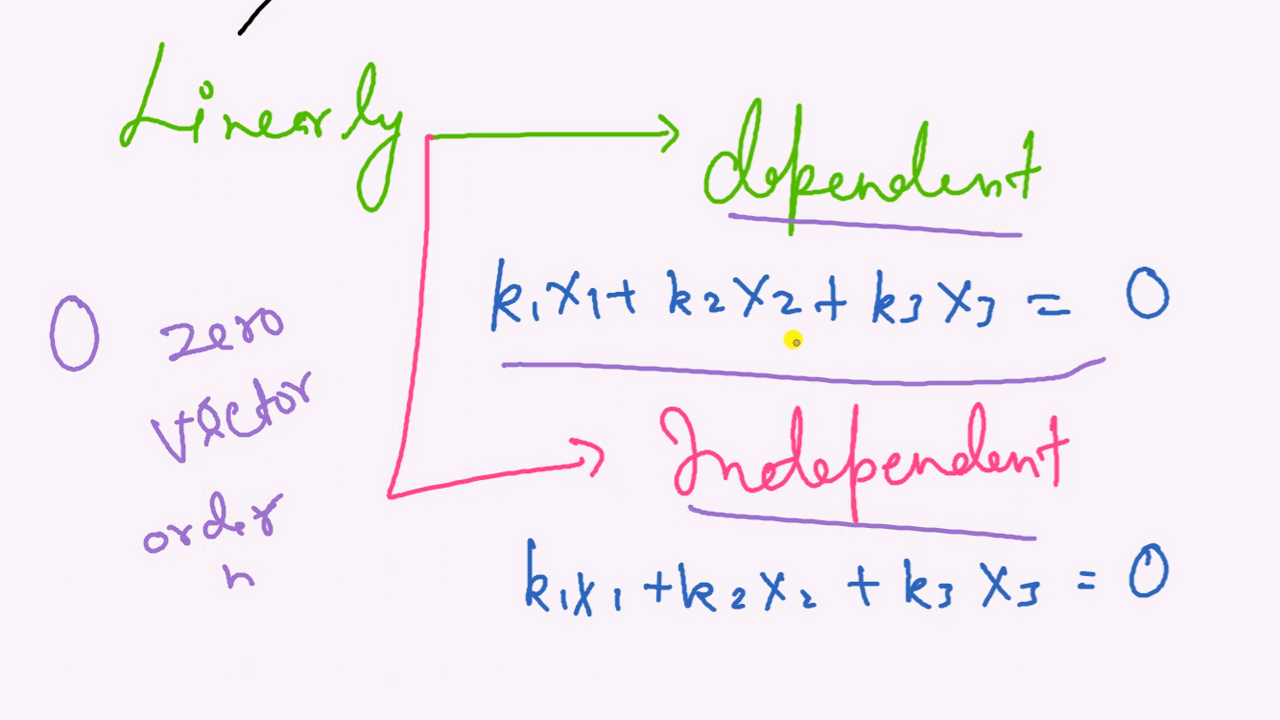 Linearly
dependent
k₁x₁ + k₂x₂ + k₃x₃ = 0
0 zero
vector
order
n
Independent
k₁x₁ + k₂x₂ + k₃x₃ = 0